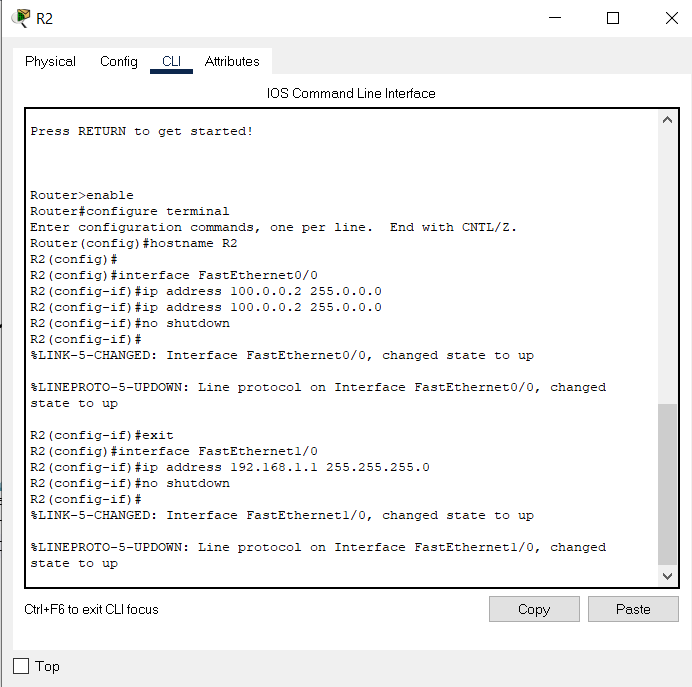 R2
Physical Config CLI Attributes
IOS Command Line Interface
Press RETURN to get started!
Router>enable
Router#configure terminal
Enter configuration commands, one per line.  End with CNTL/Z.
Router(config)#hostname R2
R2(config)#
R2(config)#interface FastEthernet0/0
R2(config-if)#ip address 100.0.0.2 255.0.0.0
R2(config-if)#ip address 100.0.0.2 255.0.0.0
R2(config-if)#no shutdown
R2(config-if)#
%LINK-5-CHANGED: Interface FastEthernet0/0, changed state to up
%LINEPROTO-5-UPDOWN: Line protocol on Interface FastEthernet0/0, changed
state to up
R2(config-if)#exit
R2(config)#interface FastEthernet1/0
R2(config-if)#ip address 192.168.1.1 255.255.255.0
R2(config-if)#no shutdown
R2(config-if)#
%LINK-5-CHANGED: Interface FastEthernet1/0, changed state to up
%LINEPROTO-5-UPDOWN: Line protocol on Interface FastEthernet1/0, changed
state to up
Ctrl+F6 to exit CLI focus
Copy
Paste
Top